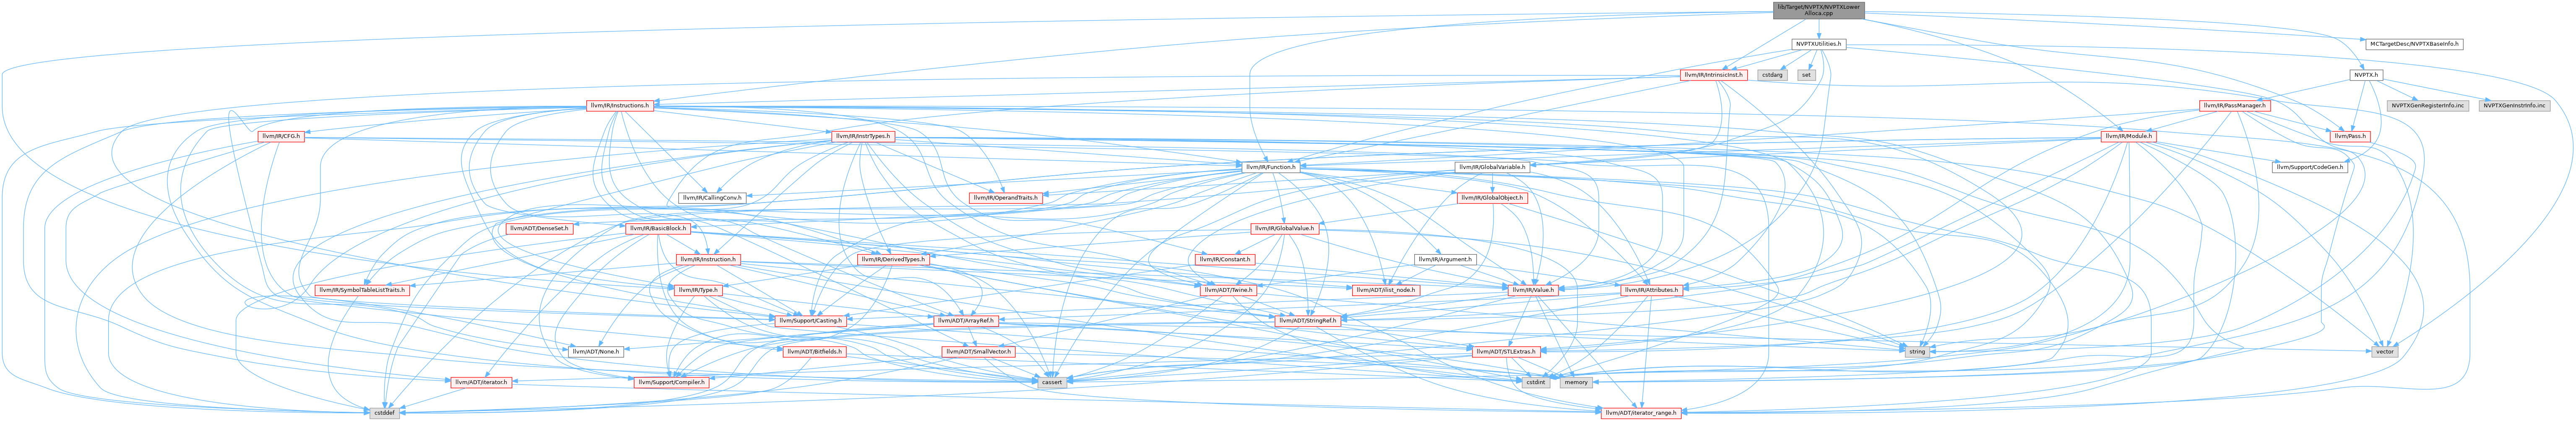 lib/Target/NVPTX/NVPTXLower
Alloca.cpp
NVPTXUtilities.h
MCTargetDesc/NVPTXBaseInfo.h
llvm/IR/IntrinsicInst.h
cstdarg
set
NVPTX.h
llvm/IR/Instructions.h
llvm/IR/PassManager.h
NVPTXGenRegisterInfo.inc
NVPTXGenInstrInfo.inc
llvm/IR/CFG.h
llvm/IR/InstrTypes.h
llvm/IR/Module.h
llvm/Pass.h
llvm/IR/Function.h
llvm/IR/GlobalVariable.h
llvm/Support/CodeGen.h
llvm/IR/CallingConv.h
llvm/IR/OperandTraits.h
llvm/IR/GlobalObject.h
llvm/ADT/DenseSet.h
llvm/IR/BasicBlock.h
llvm/IR/GlobalValue.h
llvm/IR/Instruction.h
llvm/IR/DerivedTypes.h
llvm/IR/Constant.h
llvm/IR/Argument.h
llvm/IR/SymbolTableListTraits.h
llvm/IR/Type.h
llvm/ADT/Twine.h
llvm/ADT/ilist_node.h
llvm/IR/Value.h
llvm/IR/Attributes.h
llvm/Support/Casting.h
llvm/ADT/ArrayRef.h
llvm/ADT/StringRef.h
llvm/ADT/None.h
llvm/ADT/Bitfields.h
llvm/ADT/SmallVector.h
llvm/ADT/STLExtras.h
string
vector
llvm/ADT/iterator.h
llvm/Support/Compiler.h
cassert
cstdint
memory
cstddef
llvm/ADT/iterator_range.h